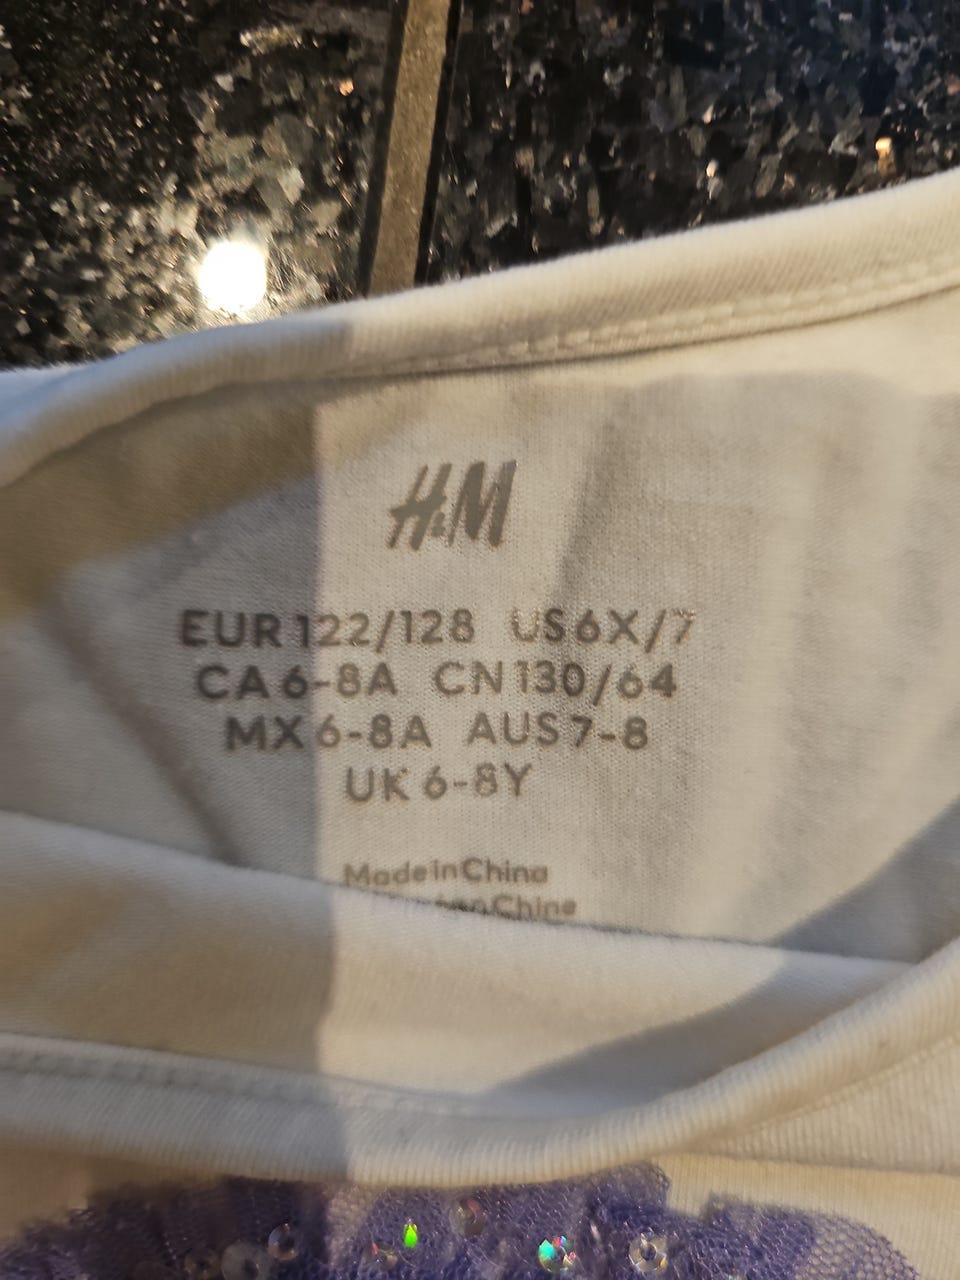 H&M
EUR 122/128 US 6X/7
CA 6-8A CN 130/64
MX 6-8A AUS 7-8
UK 6-8Y
Made in China
Chine